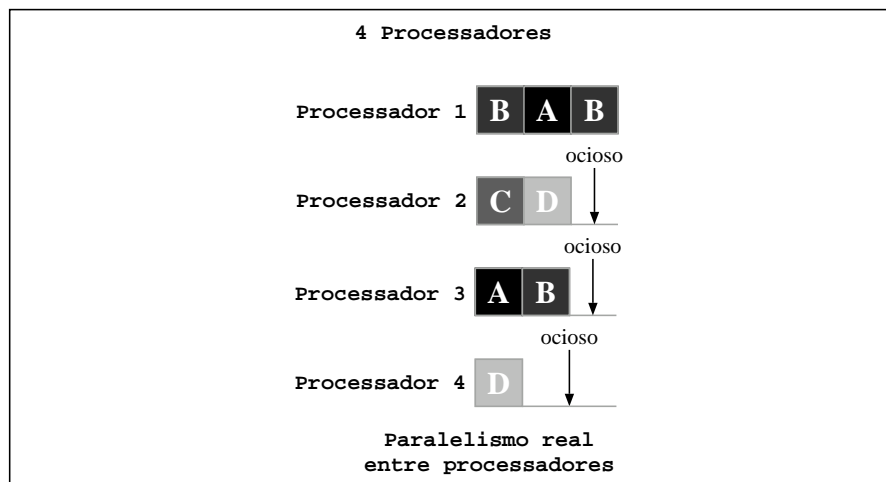 4 Processadores
Processador 1 B A B
ocioso
Processador 2 C D
ocioso
Processador 3 A B
ocioso
Processador 4 D
Paralelismo real
entre processadores